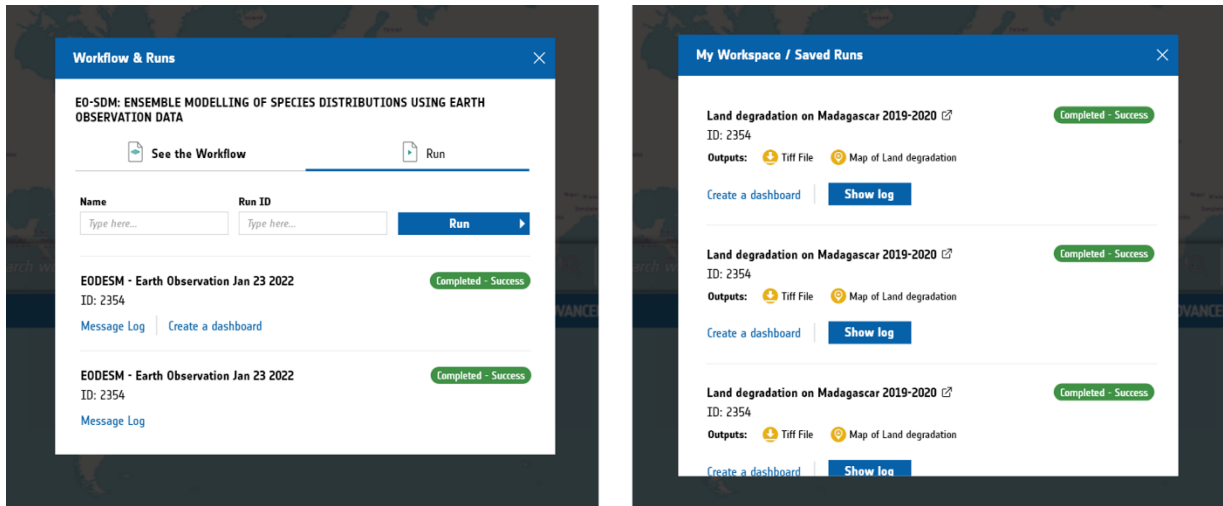 Workflow & Runs
EO-SDM: ENSEMBLE MODELLING OF SPECIES DISTRIBUTIONS USING EARTH
OBSERVATION DATA
See the Workflow
Run
Name
Run ID
Type here...
Type here...
Run
EODESM - Earth Observation Jan 23 2022
Completed - Success
ID: 2354
Message Log
Create a dashboard
EODESM - Earth Observation Jan 23 2022
Completed - Success
ID: 2354
Message Log
My Workspace / Saved Runs
Land degradation on Madagascar 2019-2020
Completed - Success
ID: 2354
Outputs: Tiff File Map of Land degradation
Create a dashboard
Show log
Land degradation on Madagascar 2019-2020
Completed - Success
ID: 2354
Outputs: Tiff File Map of Land degradation
Create a dashboard
Show log
Land degradation on Madagascar 2019-2020
Completed - Success
ID: 2354
Outputs: Tiff File Map of Land degradation
Create a dashboard
Show log